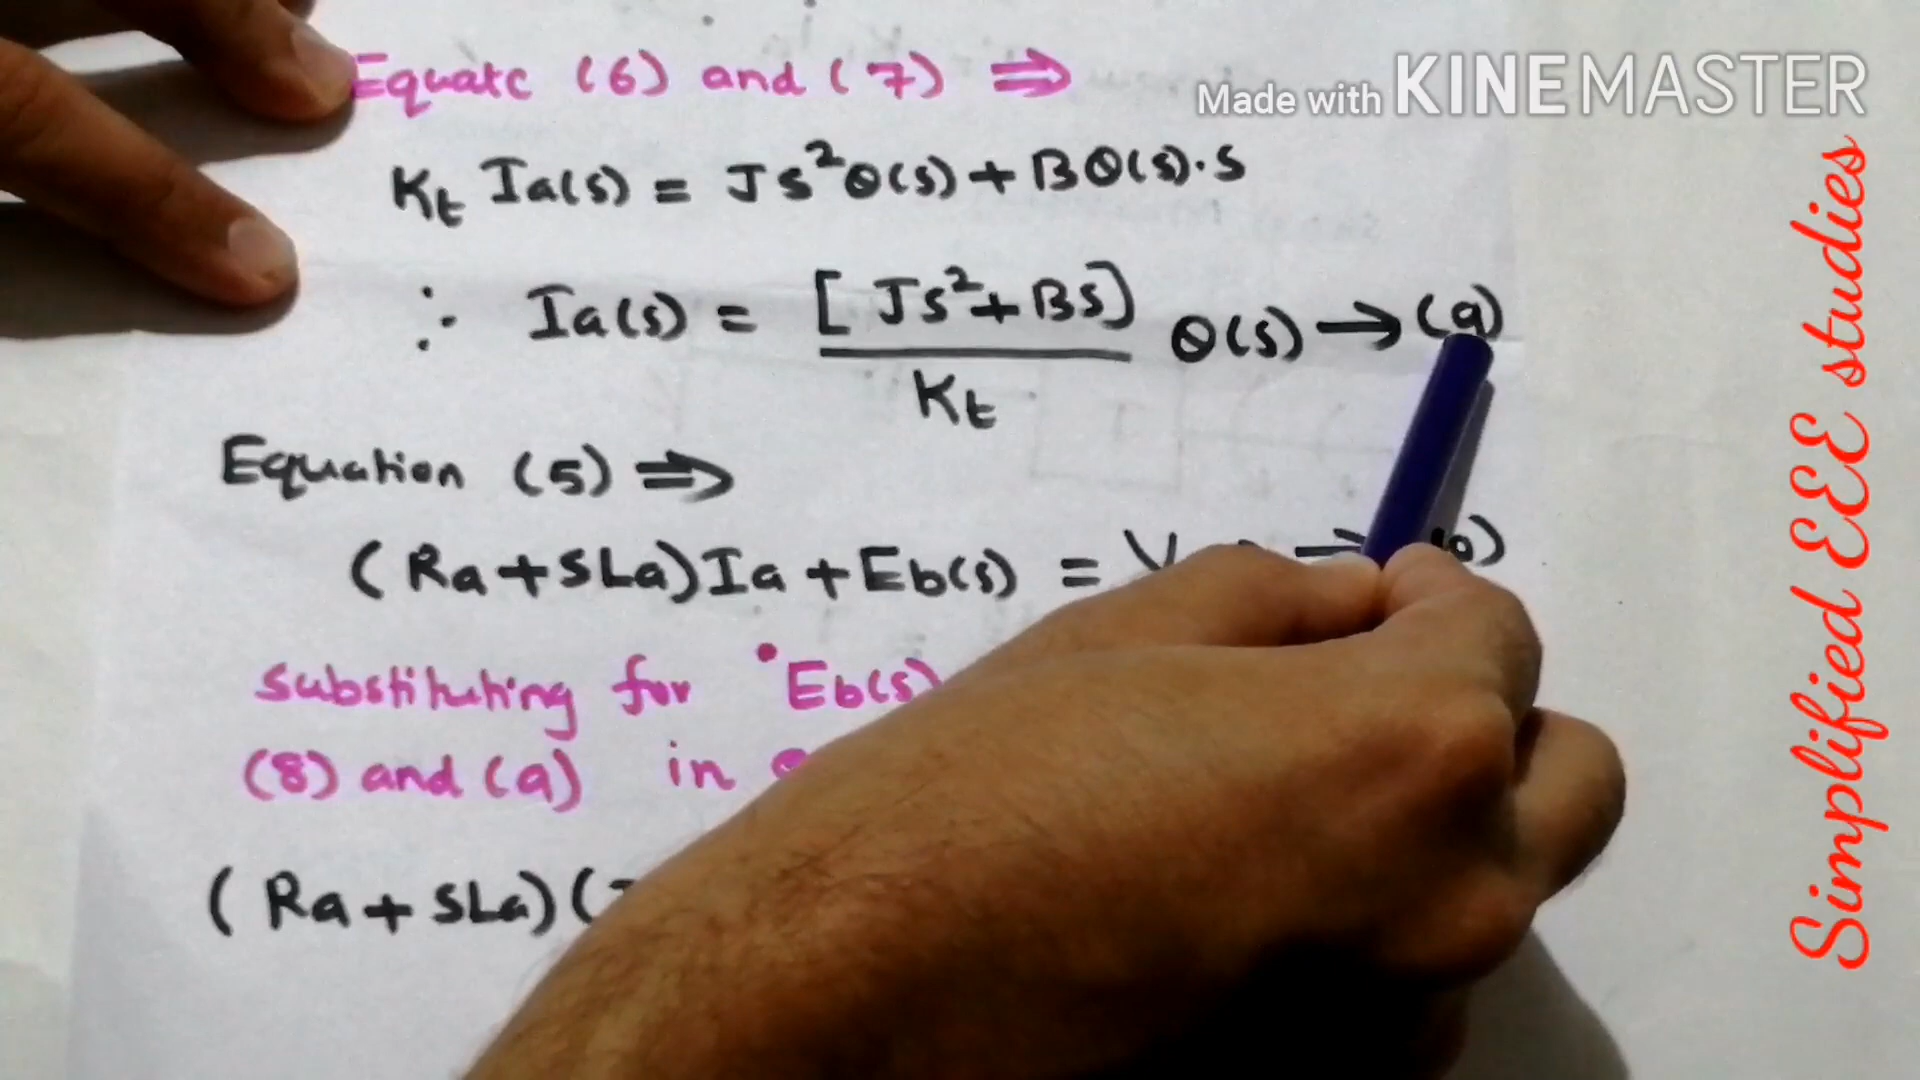 Equate (6) and (7) ⇒
Made with KINEMASTER
Kt Ia(s) = Js²θ(s) + Bθ(s)·s
∴ Ia(s) = [Js²+Bs] / Kt θ(s) → (9)
Equation (5) ⇒
(Ra + sLa) Ia + Eb(s) =
substituting for Eb(s)
(8) and (9) in
(Ra + sLa)(
Simplified EEE studies